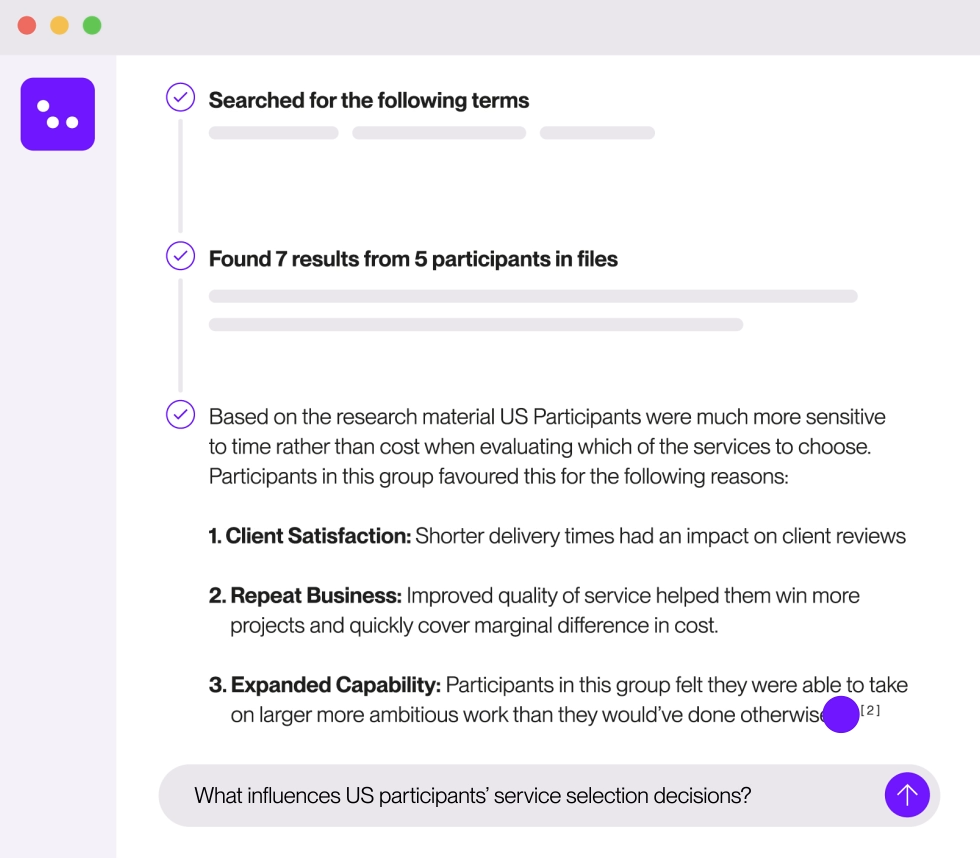 Searched for the following terms
Found 7 results from 5 participants in files
Based on the research material US Participants were much more sensitive
to time rather than cost when evaluating which of the services to choose.
Participants in this group favoured this for the following reasons:
1. Client Satisfaction: Shorter delivery times had an impact on client reviews
2. Repeat Business: Improved quality of service helped them win more
projects and quickly cover marginal difference in cost.
3. Expanded Capability: Participants in this group felt they were able to take
on larger more ambitious work than they would’ve done otherwise [2]
What influences US participants’ service selection decisions?